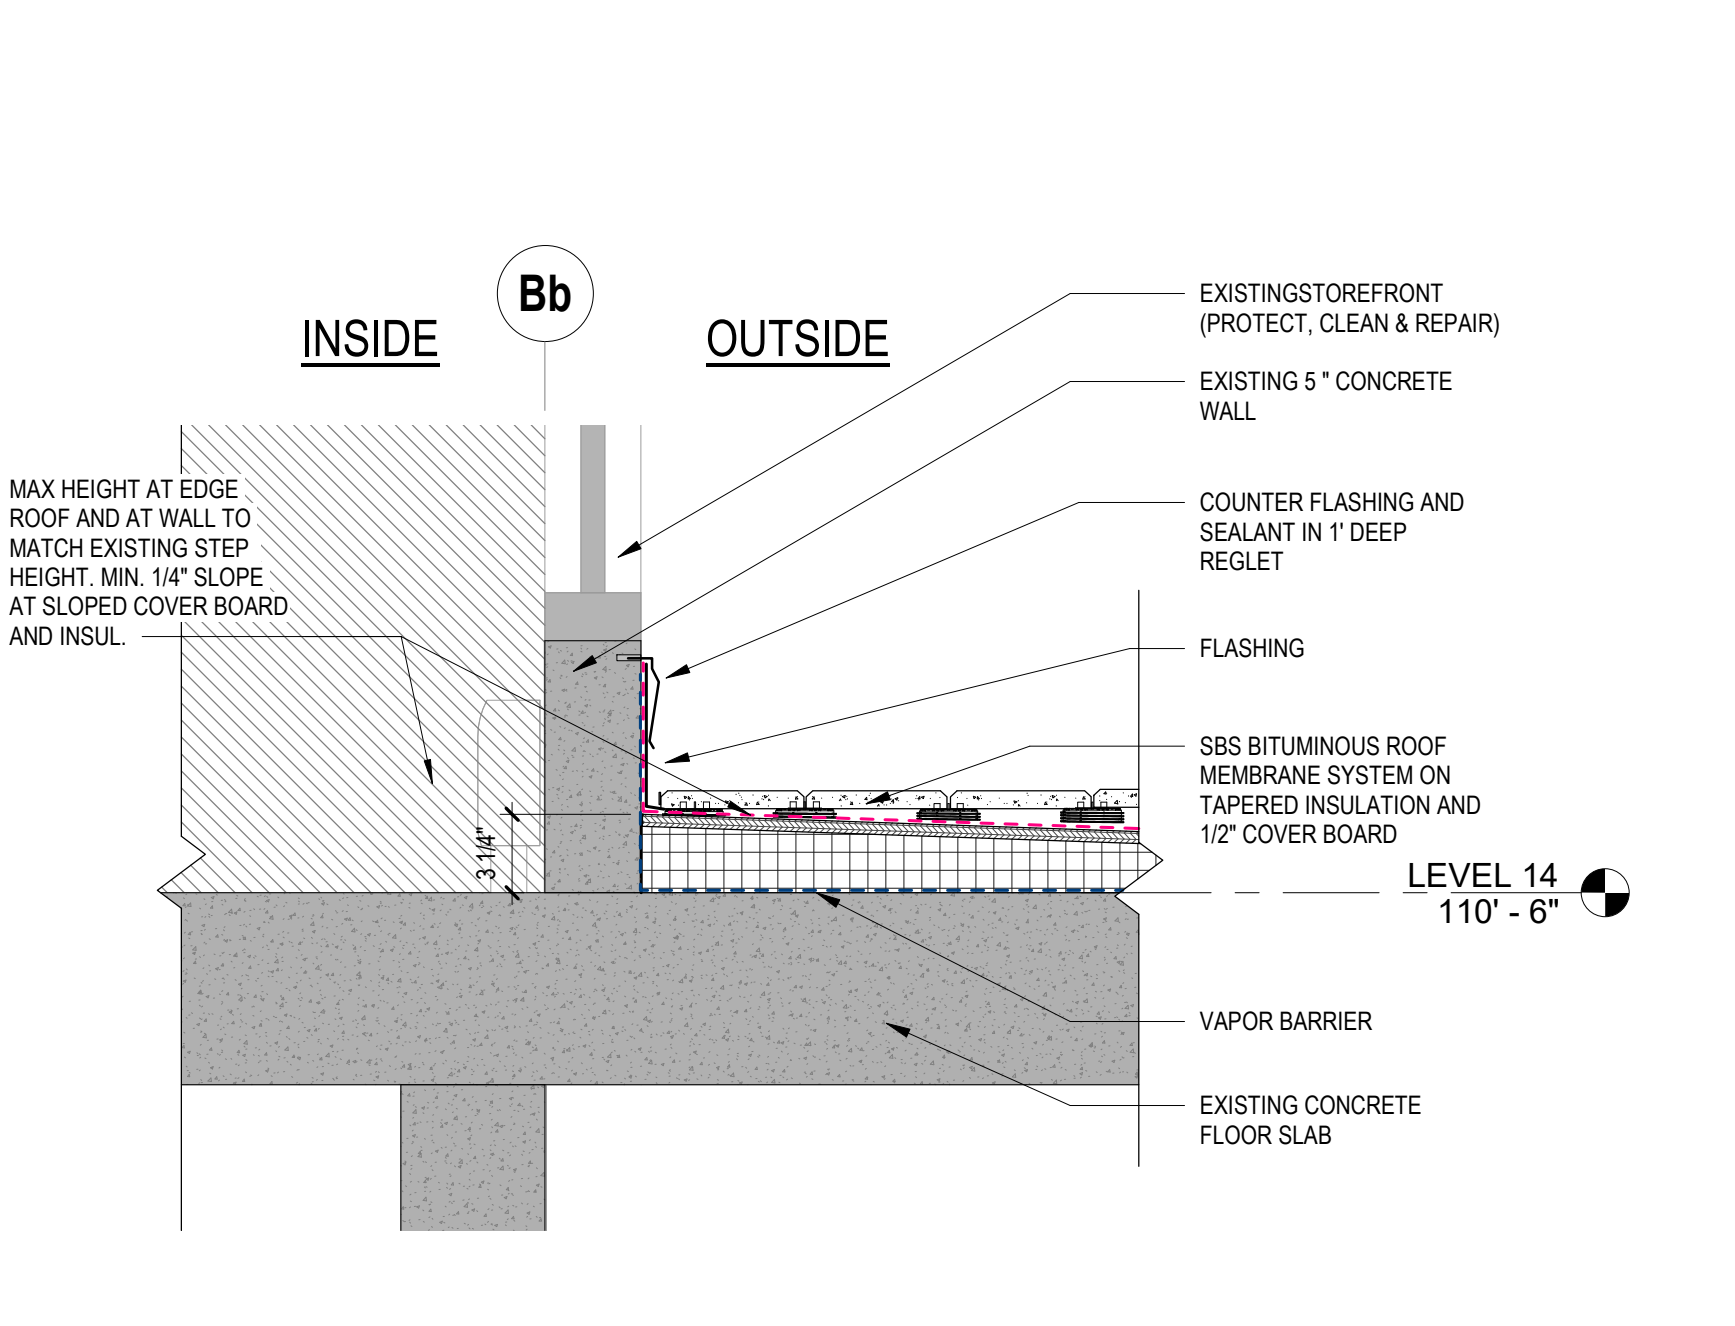 Bb
INSIDE
OUTSIDE
EXISTINGSTOREFRONT
(PROTECT, CLEAN & REPAIR)
EXISTING 5 " CONCRETE
WALL
MAX HEIGHT AT EDGE
ROOF AND AT WALL TO
MATCH EXISTING STEP
HEIGHT. MIN. 1/4" SLOPE
AT SLOPED COVER BOARD
AND INSUL.
COUNTER FLASHING AND
SEALANT IN 1' DEEP
REGLET
FLASHING
SBS BITUMINOUS ROOF
MEMBRANE SYSTEM ON
TAPERED INSULATION AND
1/2" COVER BOARD
3 1/4"
LEVEL 14
110' - 6"
VAPOR BARRIER
EXISTING CONCRETE
FLOOR SLAB